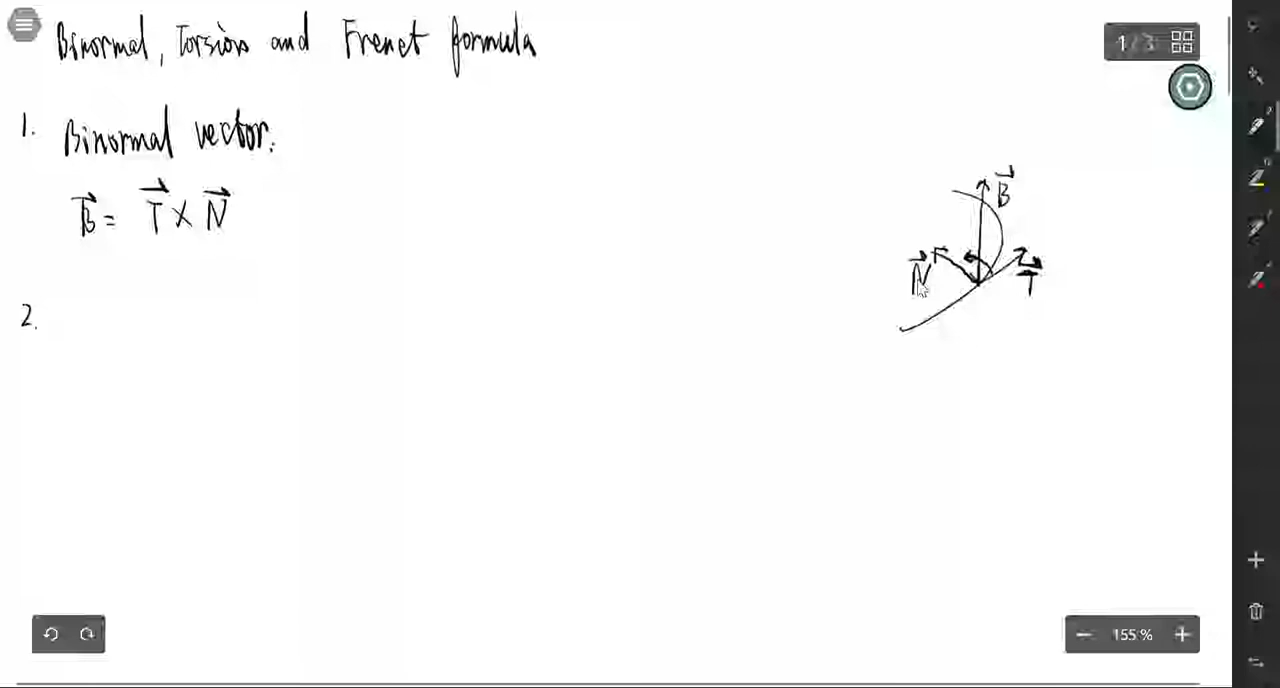 Binormal, Torsion and Frenet formula
1 / 3
1. Binormal vector.
B⃗ = T⃗ × N⃗
B⃗
N⃗
T⃗
2.
155 %